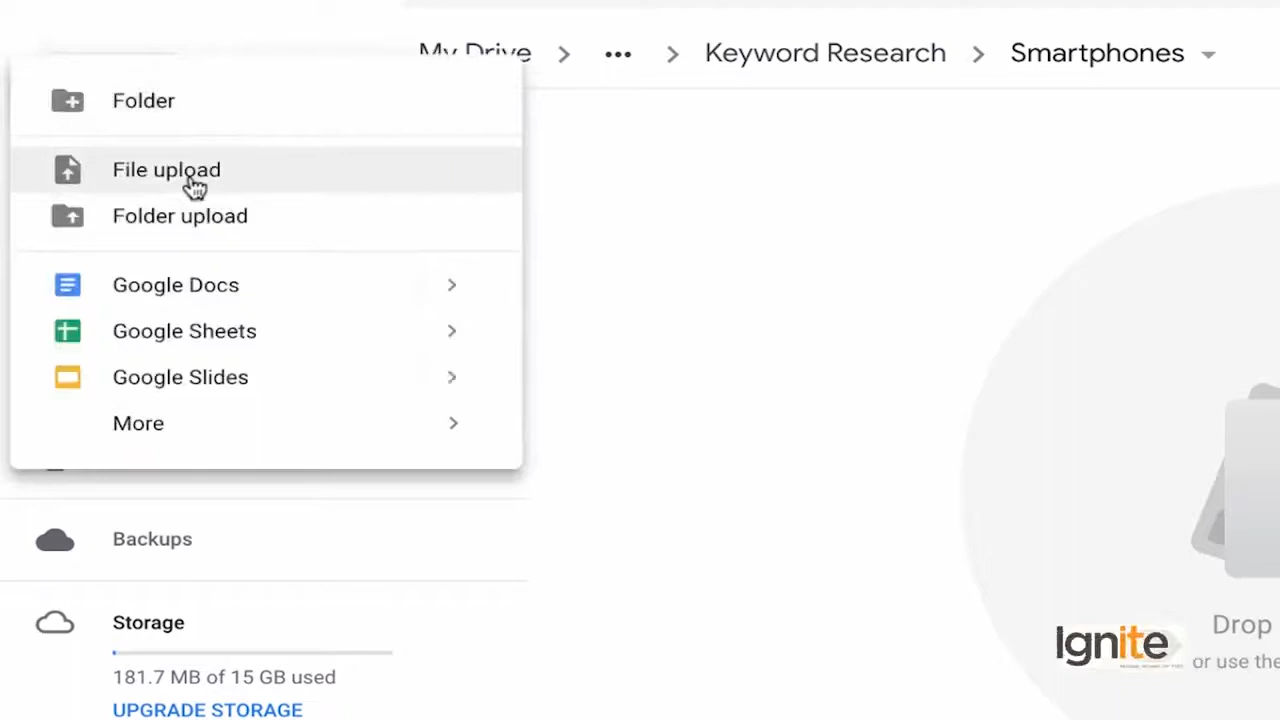 My Drive > ••• > Keyword Research > Smartphones
Folder
File upload
Folder upload
Google Docs
Google Sheets
Google Slides
More
Backups
Storage
181.7 MB of 15 GB used
UPGRADE STORAGE
Drop
or use the
Ignite